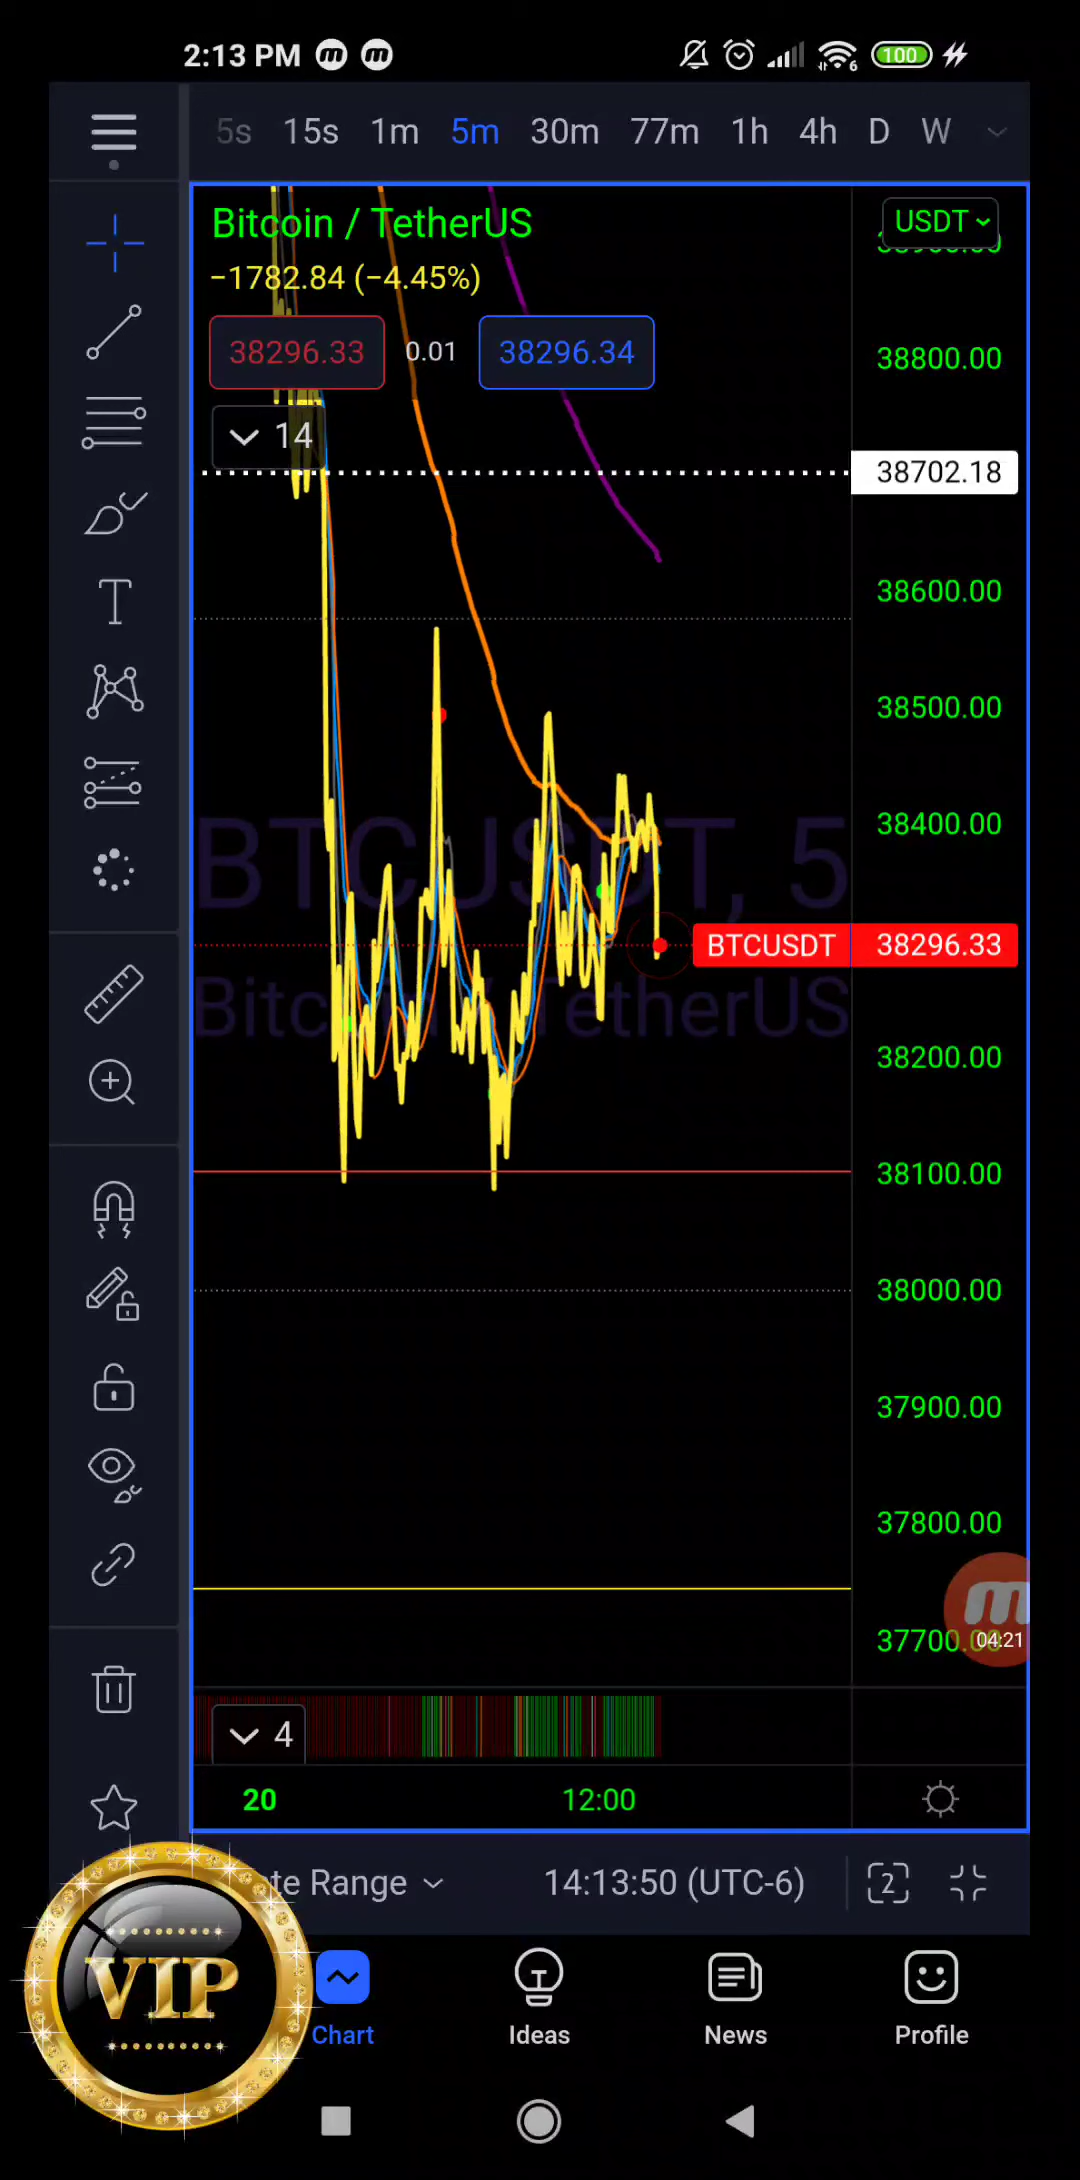 2:13 PM
100
5s 15s 1m 5m 30m 77m 1h 4h D W
Bitcoin / TetherUS
USDT
−1782.84 (−4.45%)
38296.33 0.01 38296.34
38800.00
14
38702.18
38600.00
38500.00
38400.00
BTCUSDT, 5
BTCUSDT 38296.33
Bitcoin / TetherUS
38200.00
38100.00
38000.00
37900.00
37800.00
37700.00
04:21
4
20 12:00
te Range 14:13:50 (UTC-6) 2
VIP
Chart Ideas News Profile